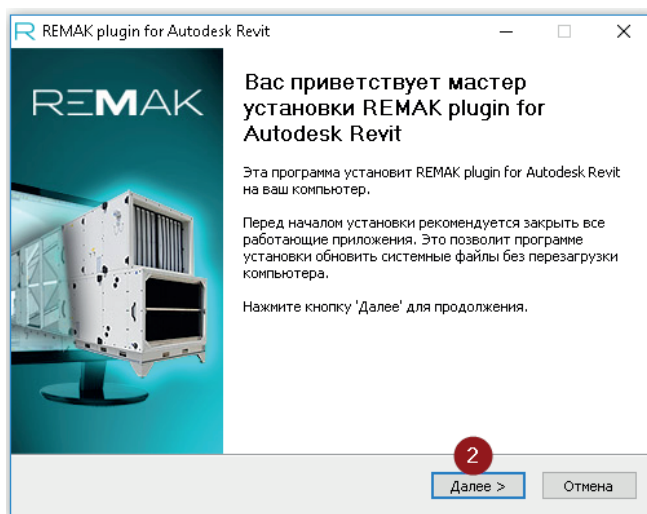 REMAK plugin for Autodesk Revit
REMAK
Вас приветствует мастер
установки REMAK plugin for
Autodesk Revit
Эта программа установит REMAK plugin for Autodesk Revit
на ваш компьютер.
Перед началом установки рекомендуется закрыть все
работающие приложения. Это позволит программе
установки обновить системные файлы без перезагрузки
компьютера.
Нажмите кнопку 'Далее' для продолжения.
2
Далее >
Отмена